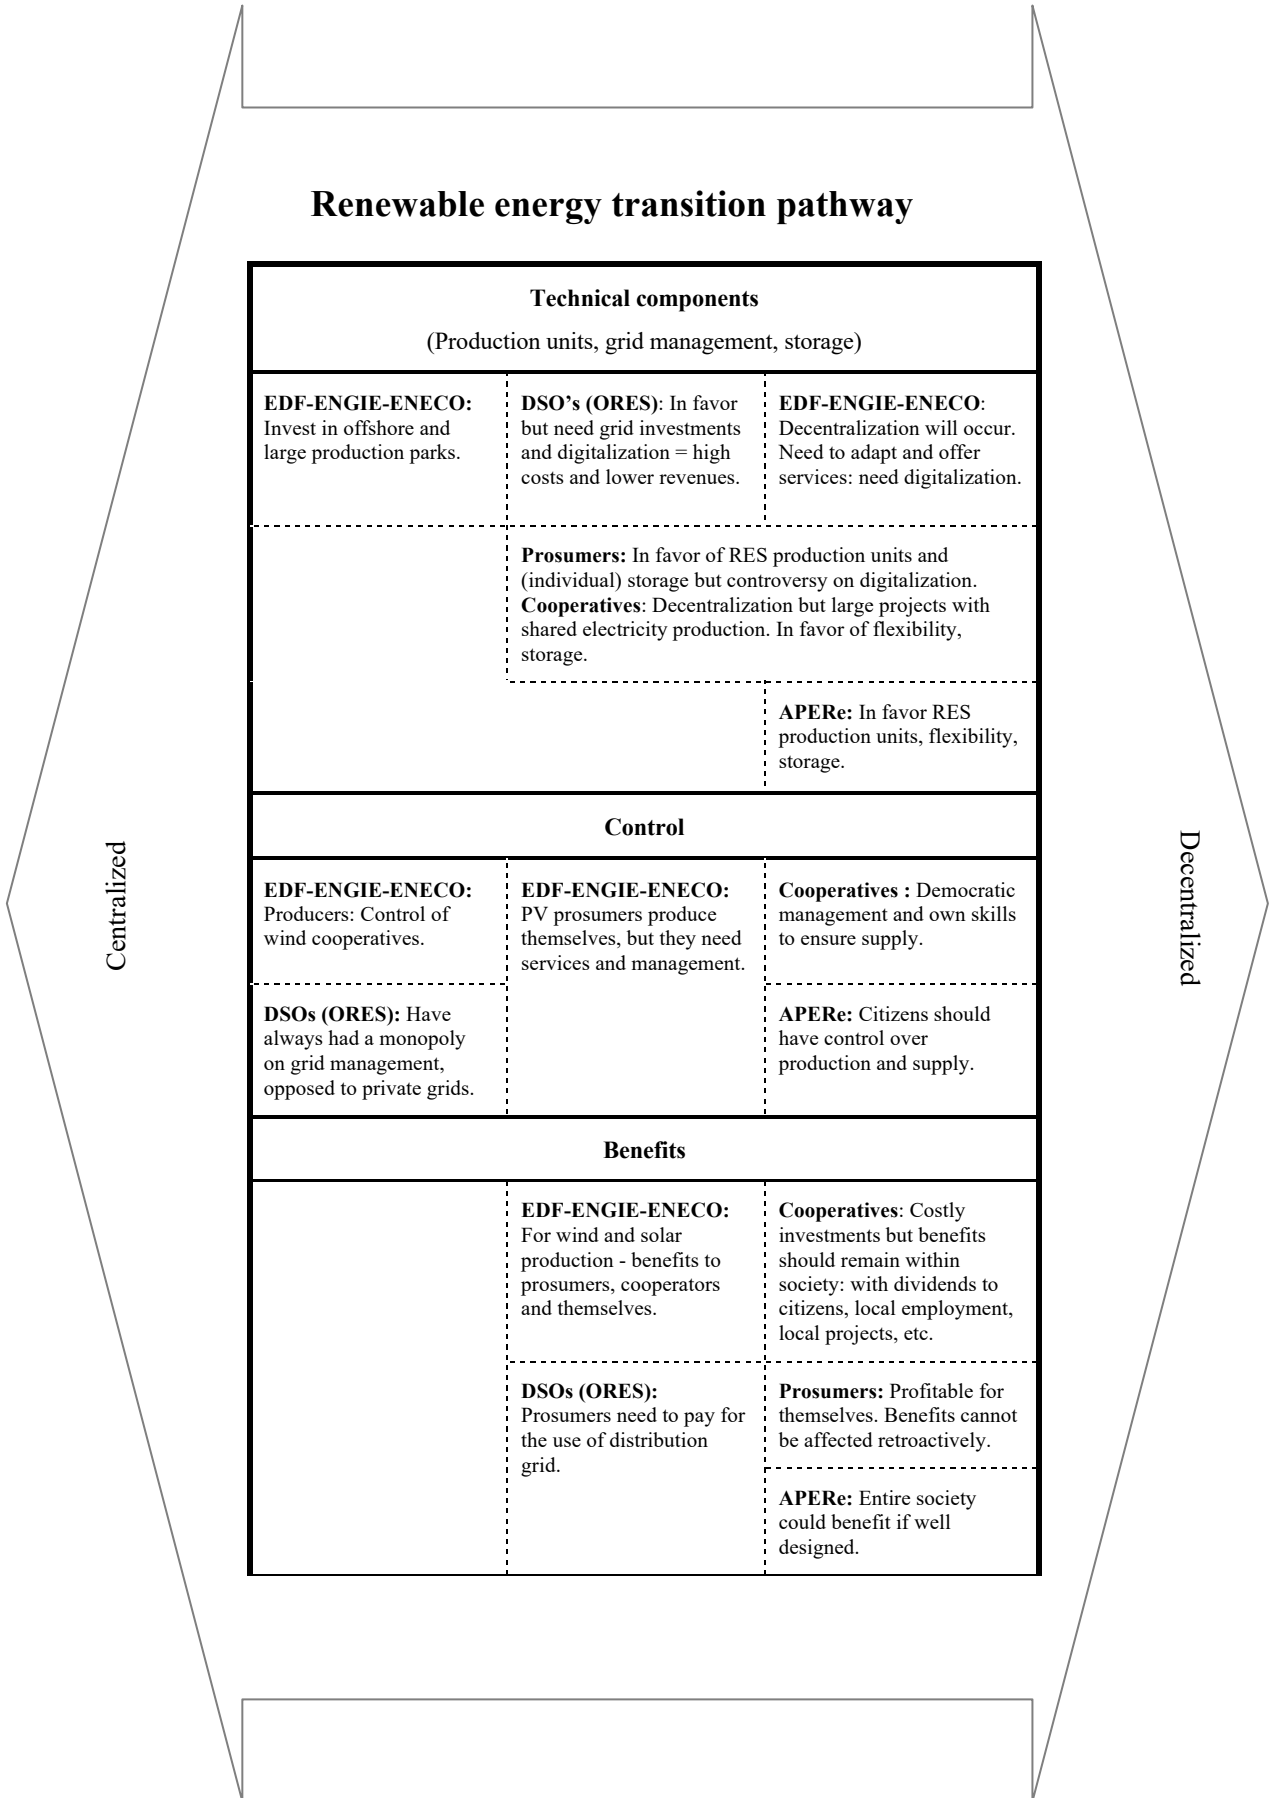 Renewable energy transition pathway
Technical components
(Production units, grid management, storage)
EDF-ENGIE-ENECO:
Invest in offshore and
large production parks.
DSO’s (ORES): In favor
but need grid investments
and digitalization = high
costs and lower revenues.
EDF-ENGIE-ENECO:
Decentralization will occur.
Need to adapt and offer
services: need digitalization.
Prosumers: In favor of RES production units and
(individual) storage but controversy on digitalization.
Cooperatives: Decentralization but large projects with
shared electricity production. In favor of flexibility,
storage.
APERe: In favor RES
production units, flexibility,
storage.
Centralized
Control
Decentralized
EDF-ENGIE-ENECO:
Producers: Control of
wind cooperatives.
EDF-ENGIE-ENECO:
PV prosumers produce
themselves, but they need
services and management.
Cooperatives : Democratic
management and own skills
to ensure supply.
DSOs (ORES): Have
always had a monopoly
on grid management,
opposed to private grids.
APERe: Citizens should
have control over
production and supply.
Benefits
EDF-ENGIE-ENECO:
For wind and solar
production - benefits to
prosumers, cooperators
and themselves.
Cooperatives: Costly
investments but benefits
should remain within
society: with dividends to
citizens, local employment,
local projects, etc.
DSOs (ORES):
Prosumers need to pay for
the use of distribution
grid.
Prosumers: Profitable for
themselves. Benefits cannot
be affected retroactively.
APERe: Entire society
could benefit if well
designed.